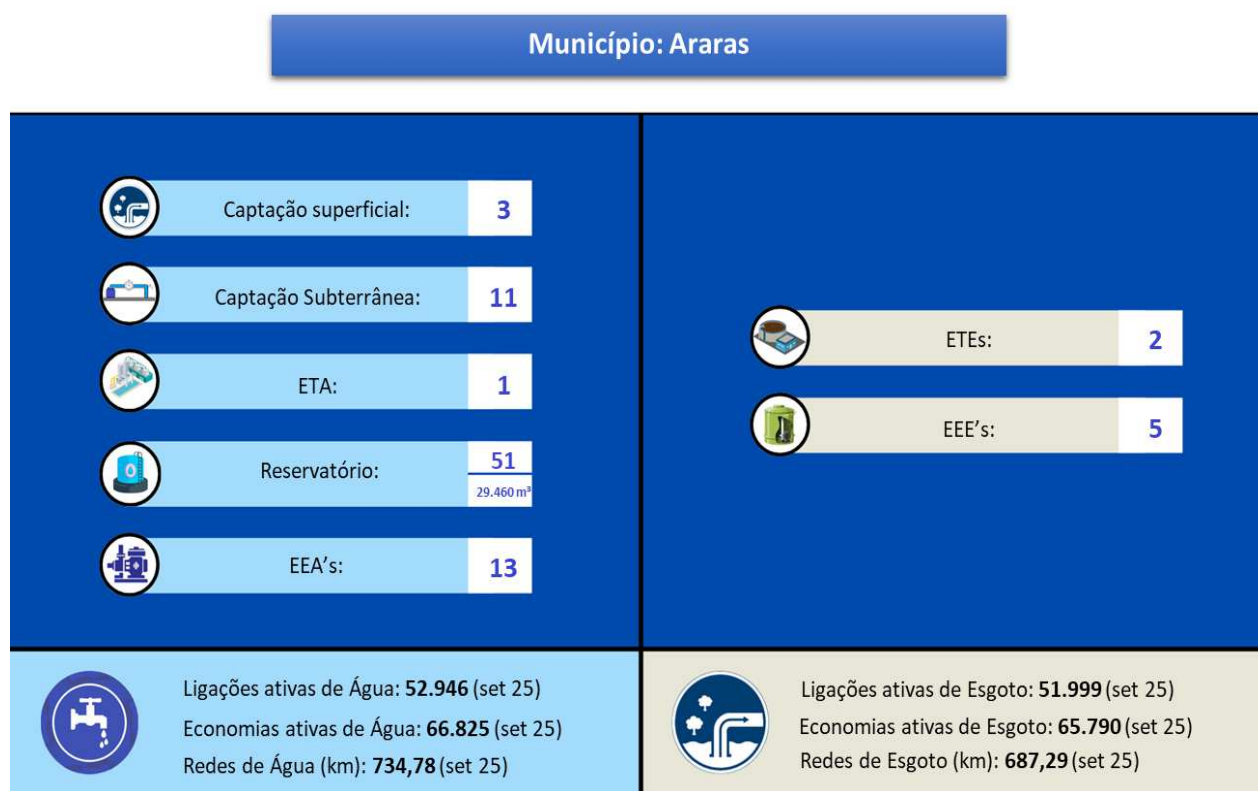 Município: Araras
Captação superficial: 3
Captação Subterrânea: 11
ETA: 1
Reservatório: 51
29.460 m³
EEA's: 13
ETEs: 2
EEE's: 5
Ligações ativas de Água: 52.946 (set 25)
Economias ativas de Água: 66.825 (set 25)
Redes de Água (km): 734,78 (set 25)
Ligações ativas de Esgoto: 51.999 (set 25)
Economias ativas de Esgoto: 65.790 (set 25)
Redes de Esgoto (km): 687,29 (set 25)